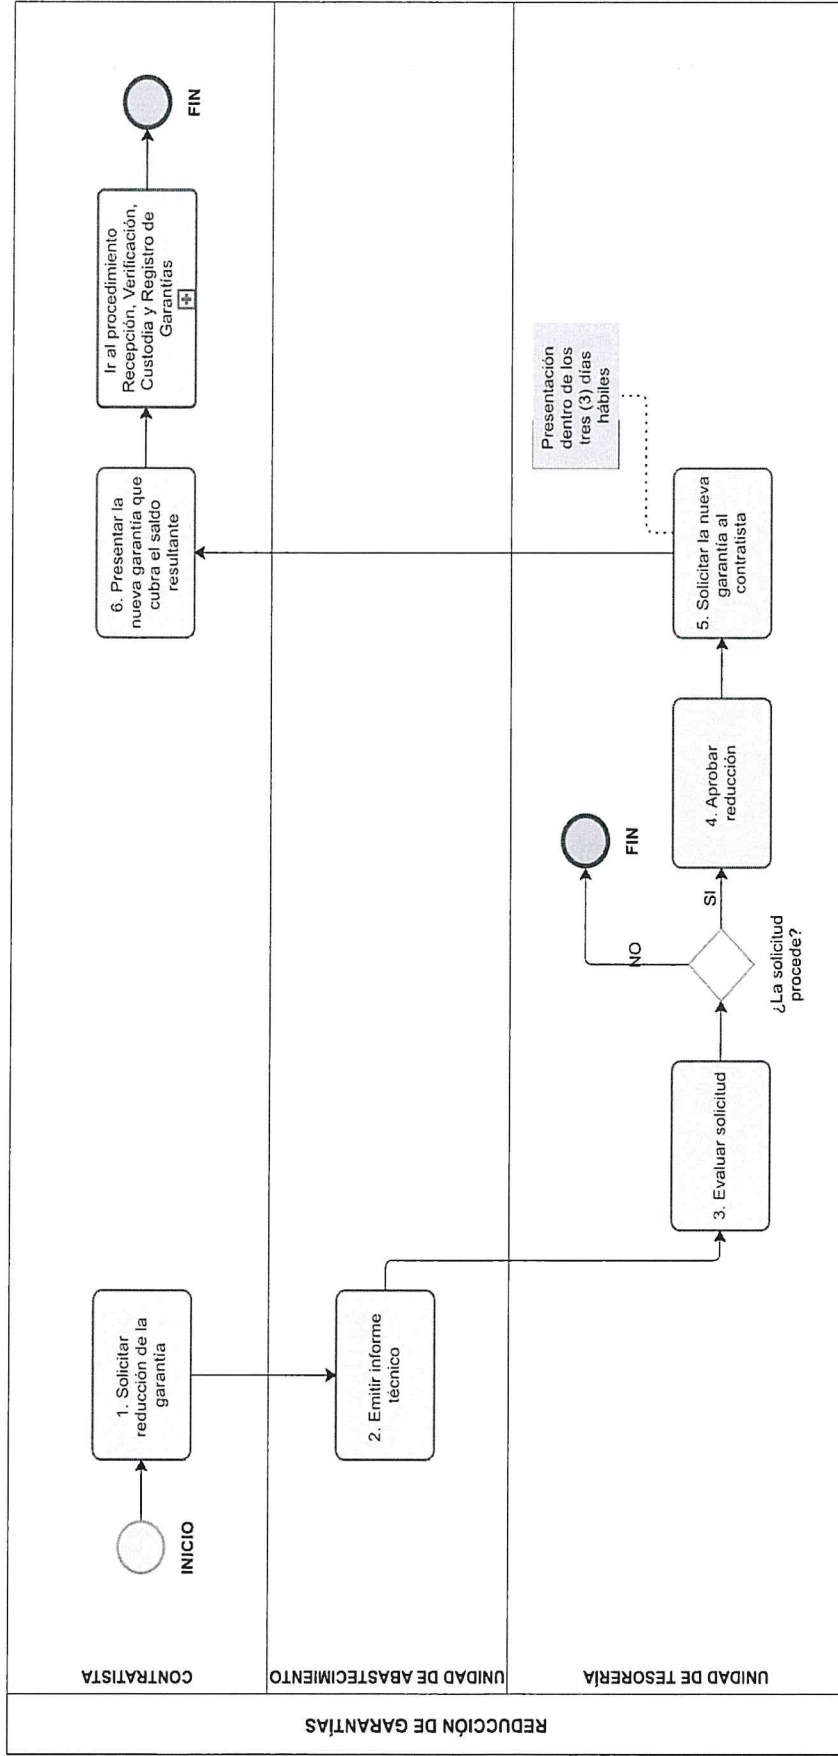 REDUCCIÓN DE GARANTÍAS
CONTRATISTA
INICIO
1. Solicitar
reducción de la
garantía
6. Presentar la
nueva garantía que
cubra el saldo
resultante
Ir al procedimiento
Recepción, Verificación,
Custodia y Registro de
Garantías
FIN
UNIDAD DE ABASTECIMIENTO
2. Emitir informe
técnico
UNIDAD DE TESORERÍA
3. Evaluar solicitud
¿La solicitud
procede?
NO
FIN
SI
4. Aprobar
reducción
5. Solicitar la nueva
garantía al
contratista
Presentación
dentro de los
tres (3) días
hábiles